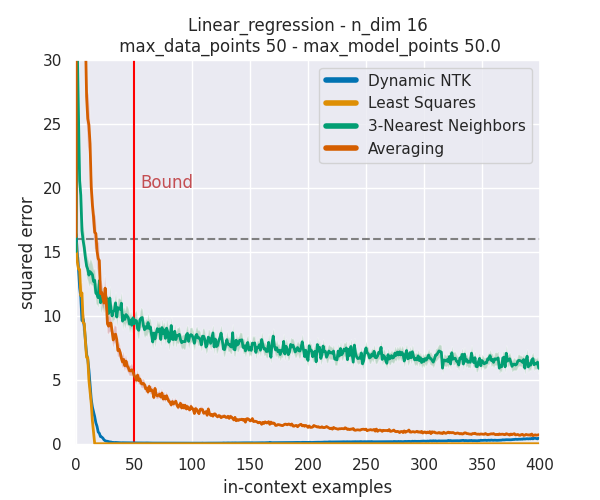 Linear_regression - n_dim 16
max_data_points 50 - max_model_points 50.0
30
25
20
15
10
5
0
squared error
Dynamic NTK
Least Squares
3-Nearest Neighbors
Averaging
Bound
0 50 100 150 200 250 300 350 400
in-context examples